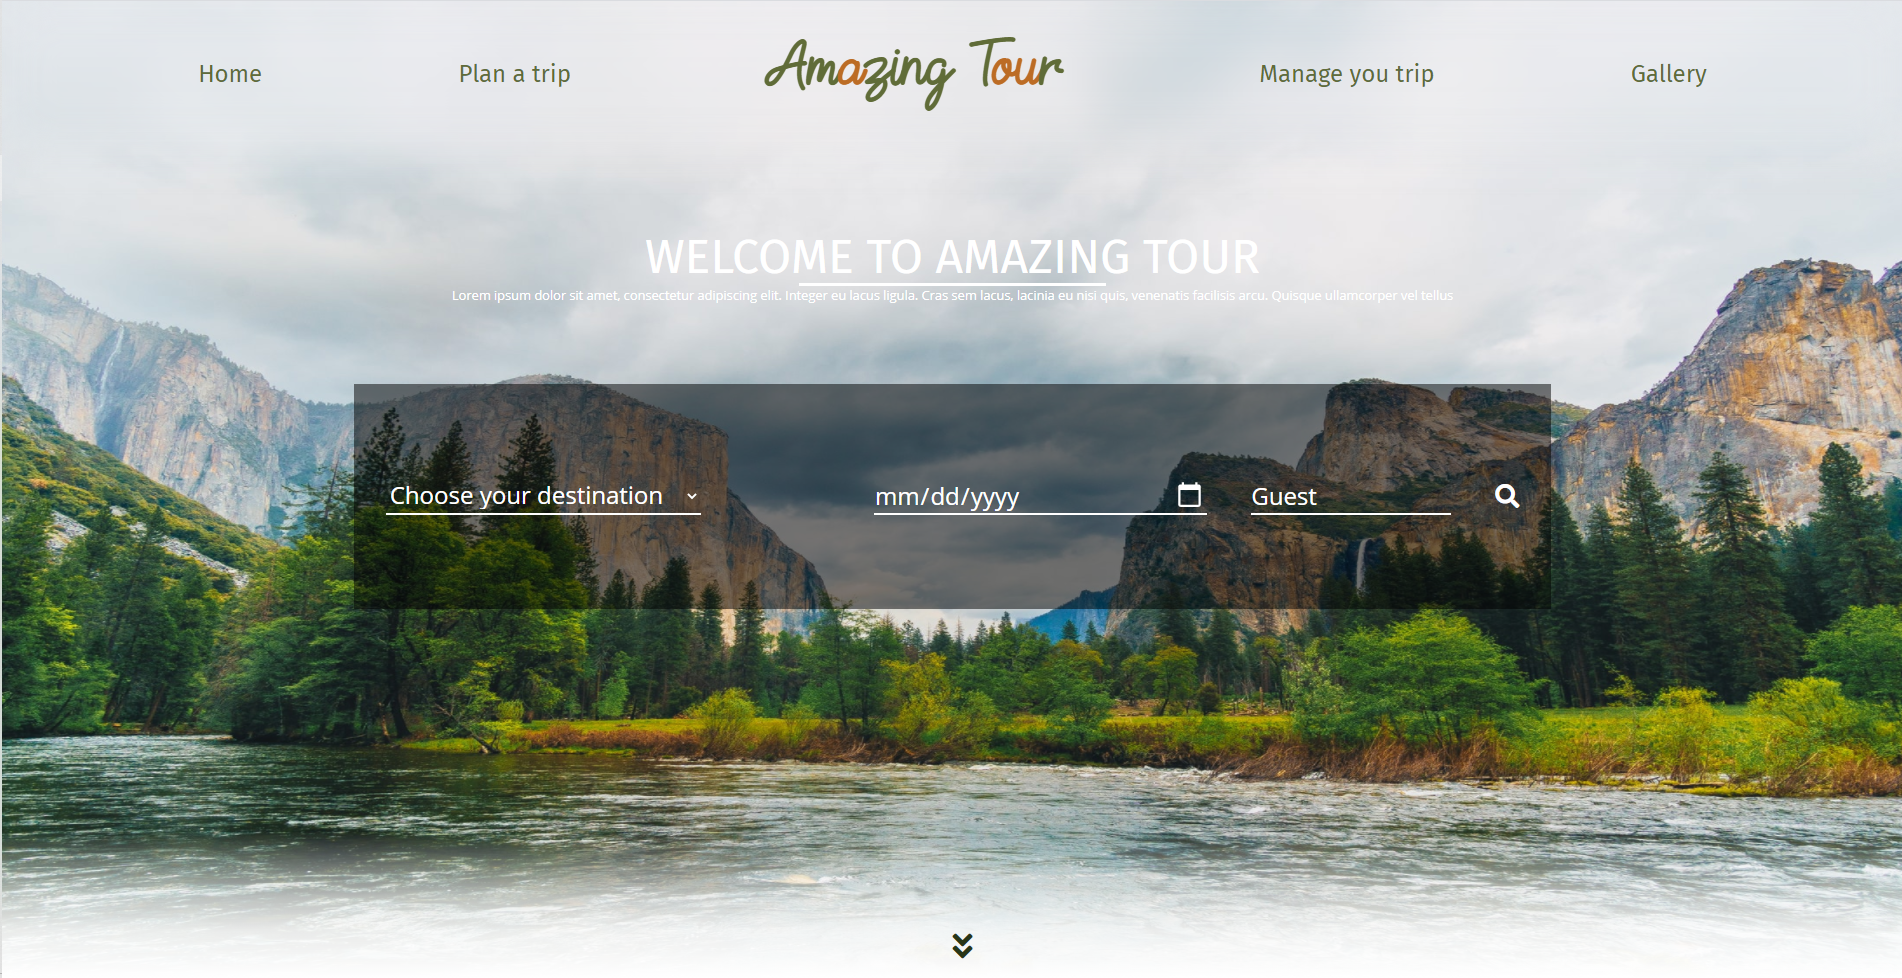 Home Plan a trip Amazing Tour Manage you trip Gallery
WELCOME TO AMAZING TOUR
Lorem ipsum dolor sit amet, consectetur adipiscing elit. Integer eu lacus ligula. Cras sem lacus, lacinia eu nisi quis, venenatis facilisis arcu. Quisque ullamcorper vel tellus
Choose your destination mm/dd/yyyy Guest